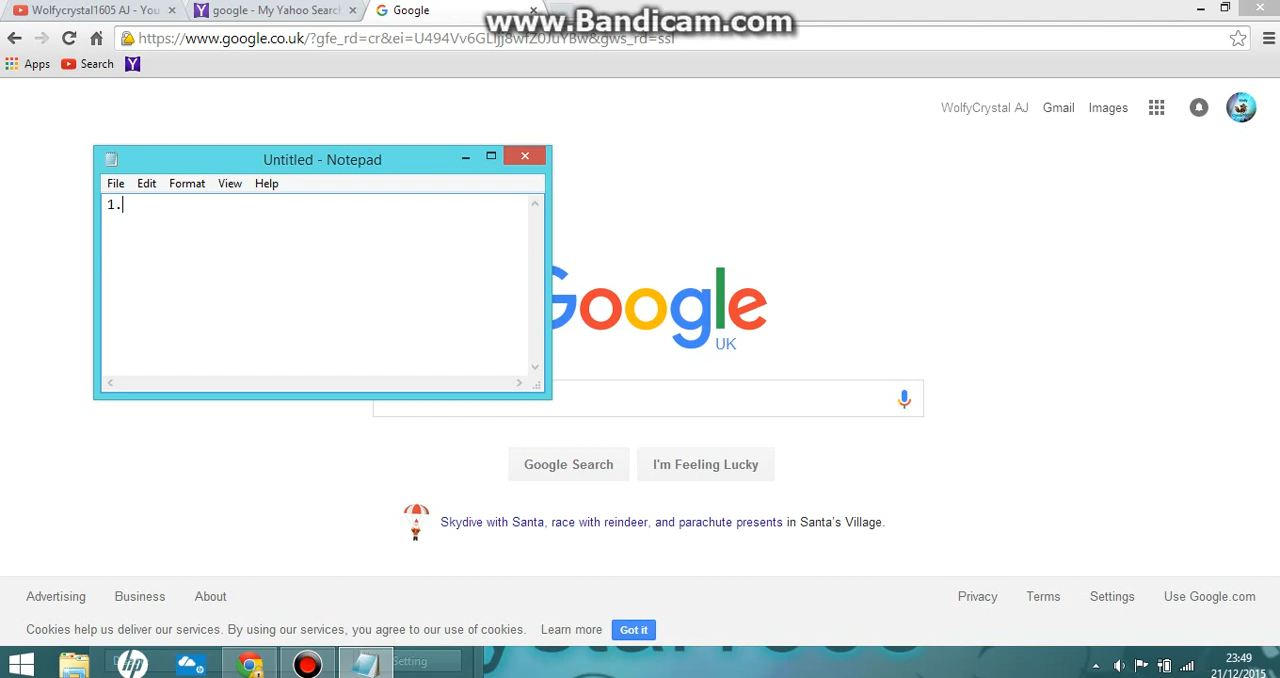 Wolfycrystal1605 AJ - You
google - My Yahoo Search
Google
www.Bandicam.com
https://www.google.co.uk/?gfe_rd=cr&ei=
Apps
Search
WolfyCrystal AJ
Gmail
Images
Untitled - Notepad
File
Edit
Format
View
Help
1.
Google
UK
Google Search
I'm Feeling Lucky
Skydive with Santa, race with reindeer, and parachute presents in Santa's Village.
Advertising
Business
About
Privacy
Terms
Settings
Use Google.com
Cookies help us deliver our services. By using our services, you agree to our use of cookies.
Learn more
Got it
hp
Setting
23:49
21/12/2015